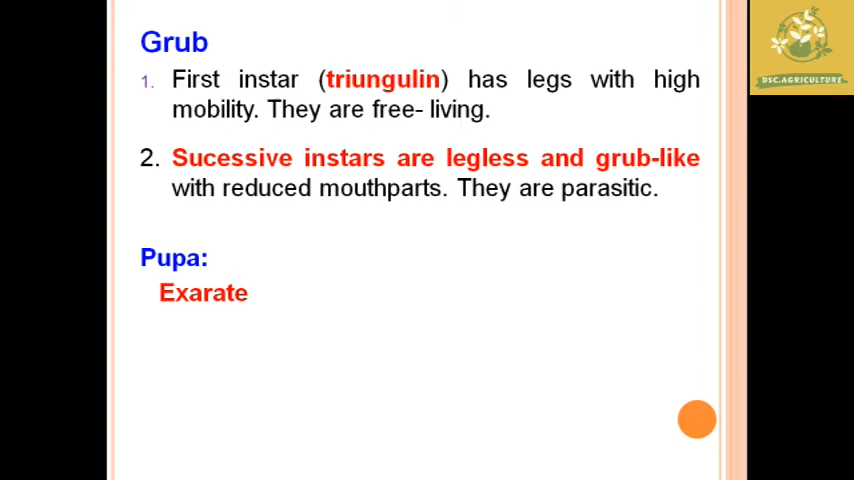 Grub
1. First instar (triungulin) has legs with high
mobility. They are free- living.
2. Sucessive instars are legless and grub-like
with reduced mouthparts. They are parasitic.
Pupa:
Exarate
DSC.AGRICULTURE